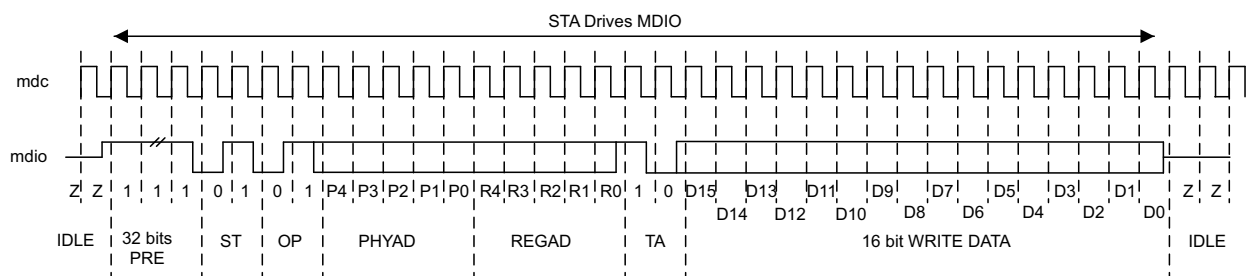 STA Drives MDIO
mdc
mdio
Z Z 1 1 1 0 1 0 1 P4 P3 P2 P1 P0 R4 R3 R2 R1 R0 1 0 D15 D13 D11 D9 D7 D5 D3 D1 Z Z
D14 D12 D10 D8 D6 D4 D2 D0
IDLE 32 bits ST OP PHYAD REGAD TA 16 bit WRITE DATA IDLE
PRE